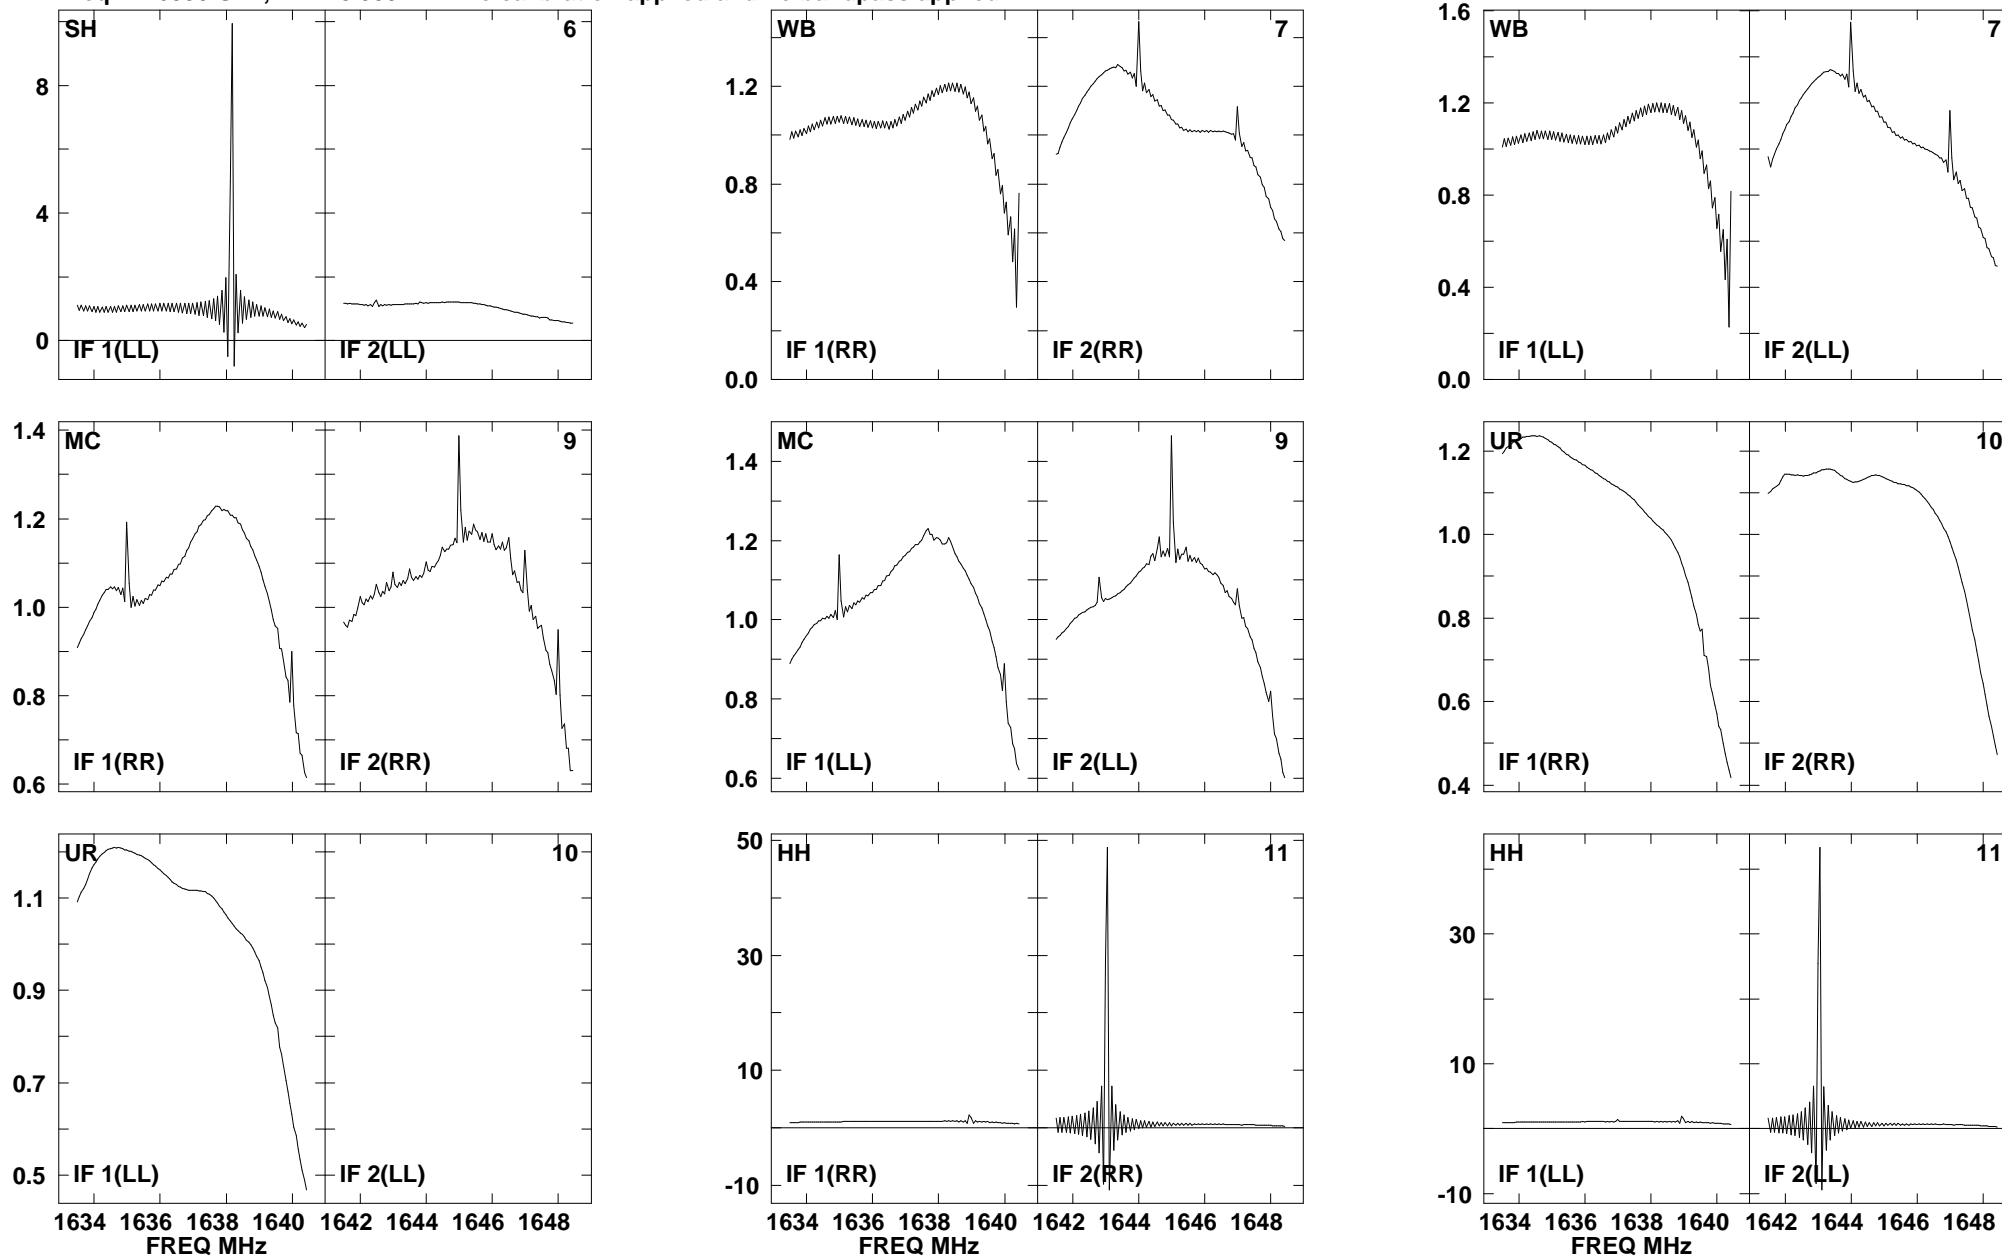 SH 6
8
4
0
IF 1(LL) IF 2(LL)
WB 7
1.2
0.8
0.4
0.0
IF 1(RR) IF 2(RR)
WB 7
1.6
1.2
0.8
0.4
0.0
IF 1(LL) IF 2(LL)
MC 9
1.4
1.2
1.0
0.8
0.6
IF 1(RR) IF 2(RR)
MC 9
1.4
1.2
1.0
0.8
0.6
IF 1(LL) IF 2(LL)
UR 10
1.2
1.0
0.8
0.6
0.4
IF 1(RR) IF 2(RR)
UR 10
1.1
0.9
0.7
0.5
IF 1(LL) IF 2(LL)
1634 1636 1638 1640 1642 1644 1646 1648
FREQ MHz
HH 11
50
30
10
-10
IF 1(RR) IF 2(RR)
1634 1636 1638 1640 1642 1644 1646 1648
FREQ MHz
HH 11
30
10
-10
IF 1(LL) IF 2(LL)
1634 1636 1638 1640 1642 1644 1646 1648
FREQ MHz